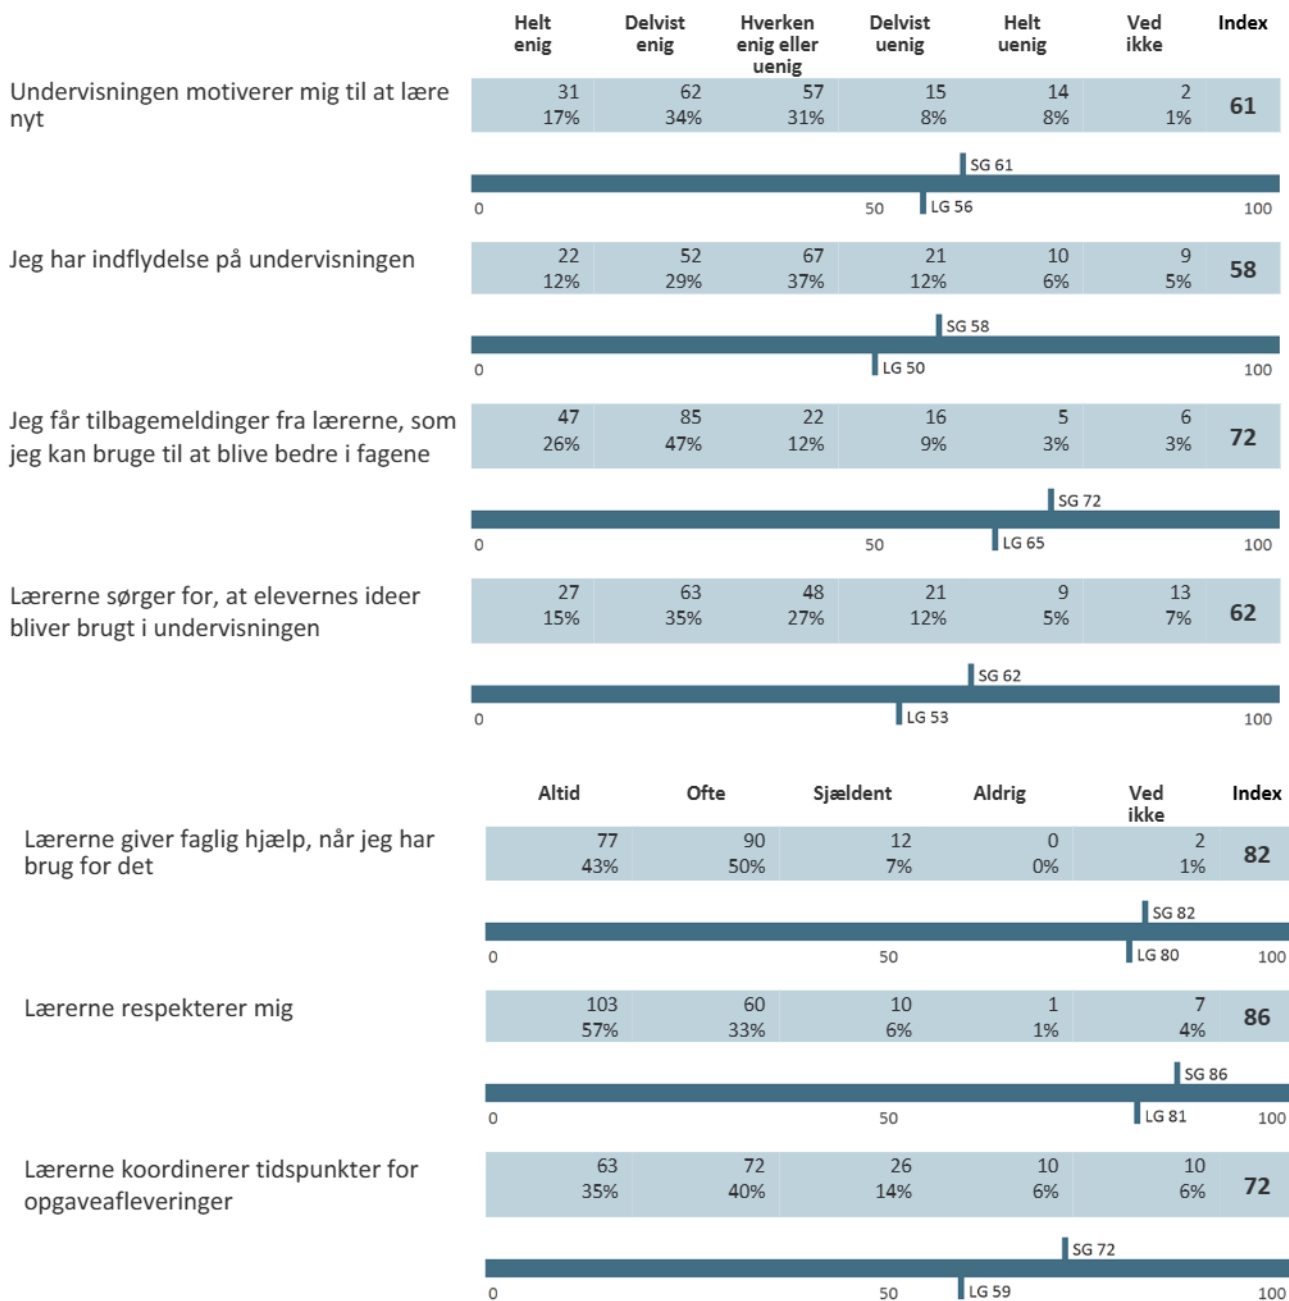 Helt enig Delvist enig Hverken enig eller uenig Delvist uenig Helt uenig Ved ikke Index
Undervisningen motiverer mig til at lære nyt
31 62 57 15 14 2 61
17% 34% 31% 8% 8% 1%
SG 61
0 50 LG 56 100
Jeg har indflydelse på undervisningen
22 52 67 21 10 9 58
12% 29% 37% 12% 6% 5%
SG 58
0 LG 50 100
Jeg får tilbagemeldinger fra lærerne, som
jeg kan bruge til at blive bedre i fagene
47 85 22 16 5 6 72
26% 47% 12% 9% 3% 3%
SG 72
0 50 LG 65 100
Lærerne sørger for, at elevernes ideer
bliver brugt i undervisningen
27 63 48 21 9 13 62
15% 35% 27% 12% 5% 7%
SG 62
0 LG 53 100
Altid Ofte Sjældent Aldrig Ved ikke Index
Lærerne giver faglig hjælp, når jeg har
brug for det
77 90 12 0 2 82
43% 50% 7% 0% 1%
SG 82
0 50 LG 80 100
Lærerne respekterer mig
103 60 10 1 7 86
57% 33% 6% 1% 4%
SG 86
0 50 LG 81 100
Lærerne koordinerer tidspunkter for
opgaveafleveringer
63 72 26 10 10 72
35% 40% 14% 6% 6%
SG 72
0 50 LG 59 100